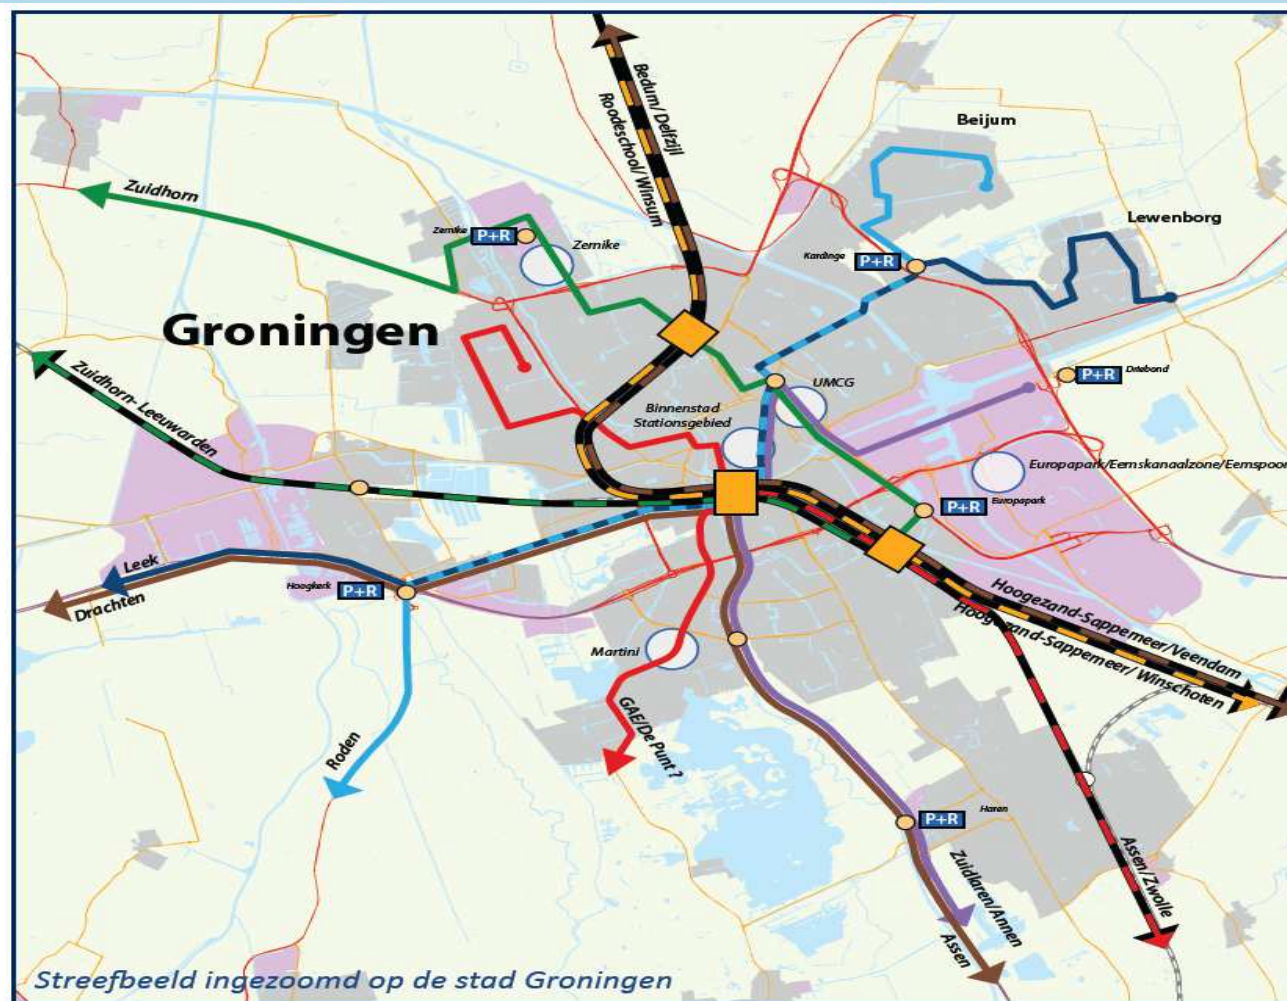 Bedum/Delfzijl
Roodeschool/Winsum
Beijum
Zuidhorn
Lewenborg
Zernike
P+R
Zernike
Kardinge
P+R
Groningen
Zuidhorn- Leeuwarden
UMCG
P+R
Driebond
Binnenstad
Stationsgebied
Europapark/Eemskanaalzone/Eemspoor
P+R
Europapark
Leek
Drachten
Hoogkerk
P+R
Hoogezand-Sappemeer/Veendam
Hoogezand-Sappemeer/ Winschoten
Martini
GAE/De Punt ?
Roden
P+R
Haren
Zuidlaren/Annen
Assen
Assen/Zwolle
Streefbeeld ingezoomd op de stad Groningen